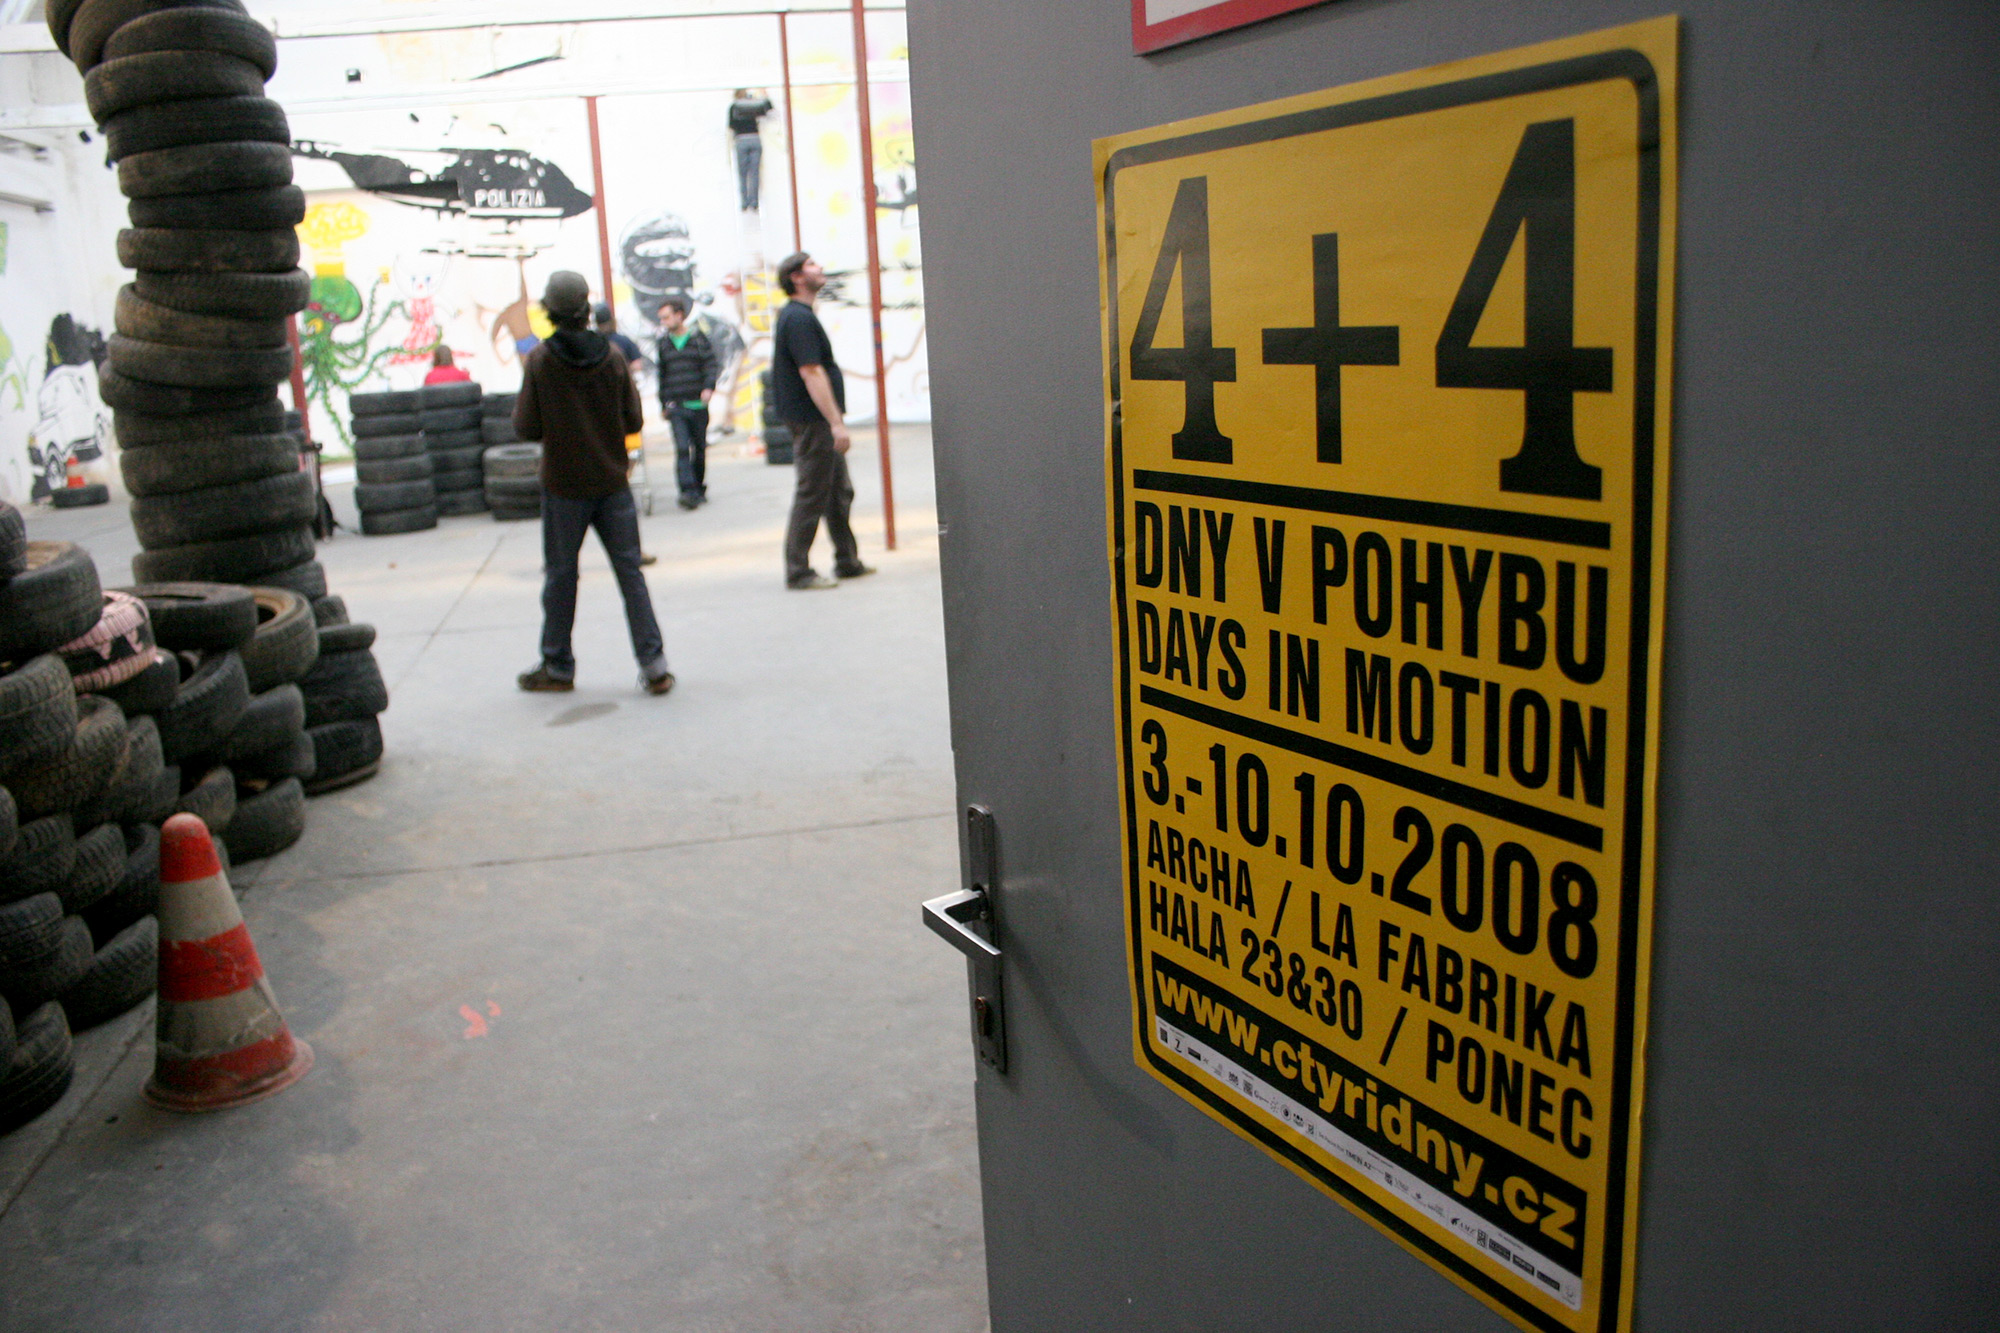 POLIZIA
4+4
DNY V POHYBU
DAYS IN MOTION
3.-10.10.2008
ARCHA / LA FABRIKA
HALA 23&30 / PONEC
www.ctyridny.cz